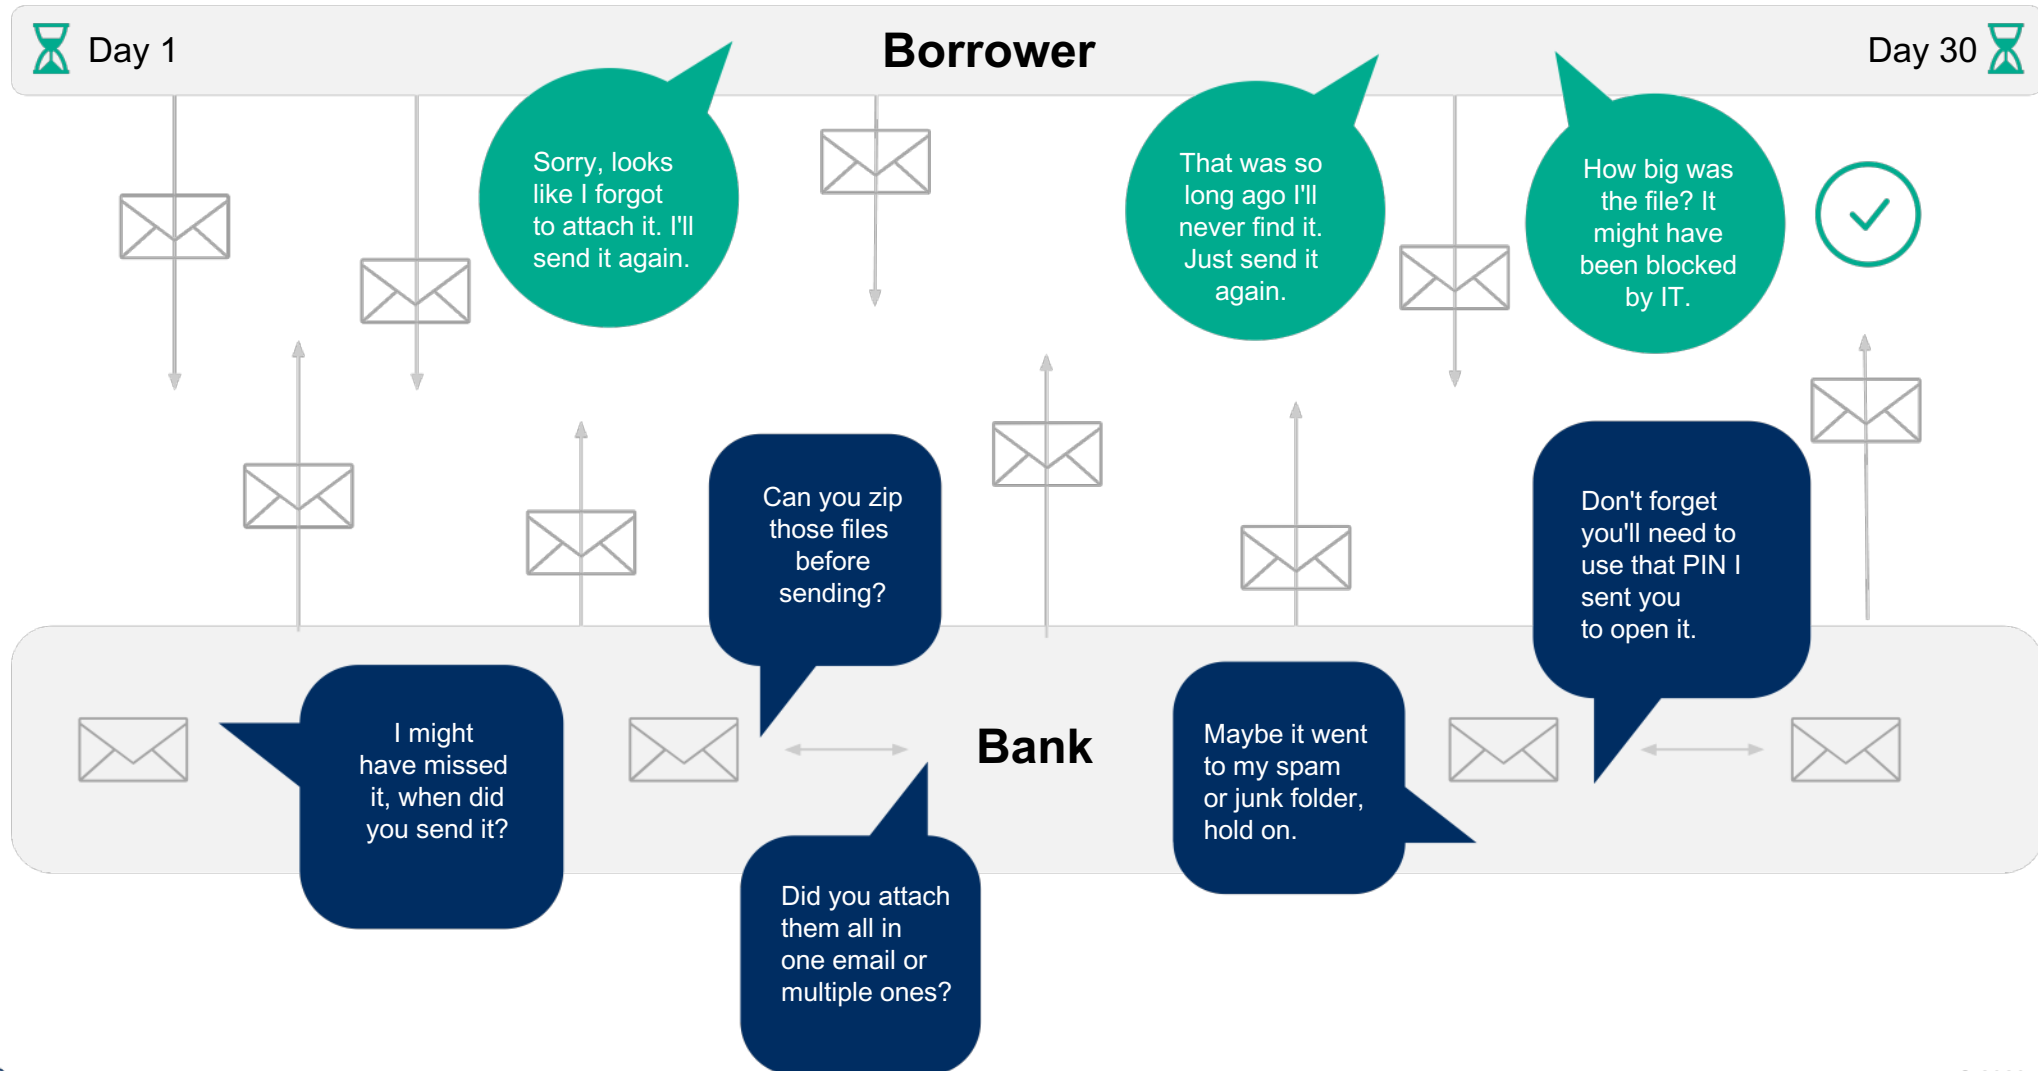 Day 1
Borrower
Day 30
Sorry, looks
like I forgot
to attach it. I'll
send it again.
That was so
long ago I'll
never find it.
Just send it
again.
How big was
the file? It
might have
been blocked
by IT.
Can you zip
those files
before
sending?
Don't forget
you'll need to
use that PIN I
sent you
to open it.
I might
have missed
it, when did
you send it?
Bank
Maybe it went
to my spam
or junk folder,
hold on.
Did you attach
them all in
one email or
multiple ones?